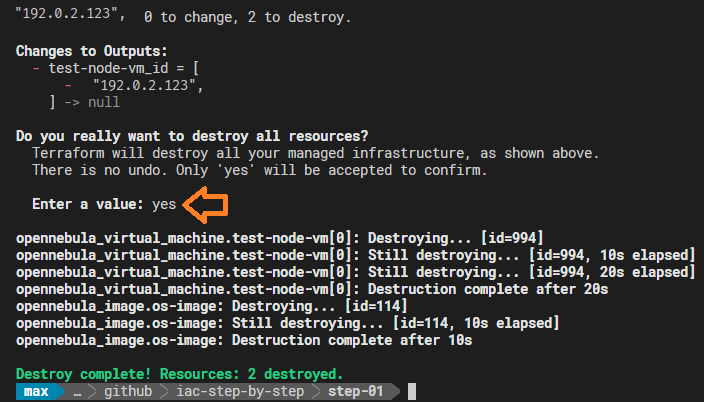 "192.0.2.123", 0 to change, 2 to destroy.
Changes to Outputs:
- test-node-vm_id = [
- "192.0.2.123",
] -> null
Do you really want to destroy all resources?
Terraform will destroy all your managed infrastructure, as shown above.
There is no undo. Only 'yes' will be accepted to confirm.
Enter a value: yes
opennebula_virtual_machine.test-node-vm[0]: Destroying... [id=994]
opennebula_virtual_machine.test-node-vm[0]: Still destroying... [id=994, 10s elapsed]
opennebula_virtual_machine.test-node-vm[0]: Still destroying... [id=994, 20s elapsed]
opennebula_virtual_machine.test-node-vm[0]: Destruction complete after 20s
opennebula_image.os-image: Destroying... [id=114]
opennebula_image.os-image: Still destroying... [id=114, 10s elapsed]
opennebula_image.os-image: Destruction complete after 10s
Destroy complete! Resources: 2 destroyed.
max … github iac-step-by-step step-01